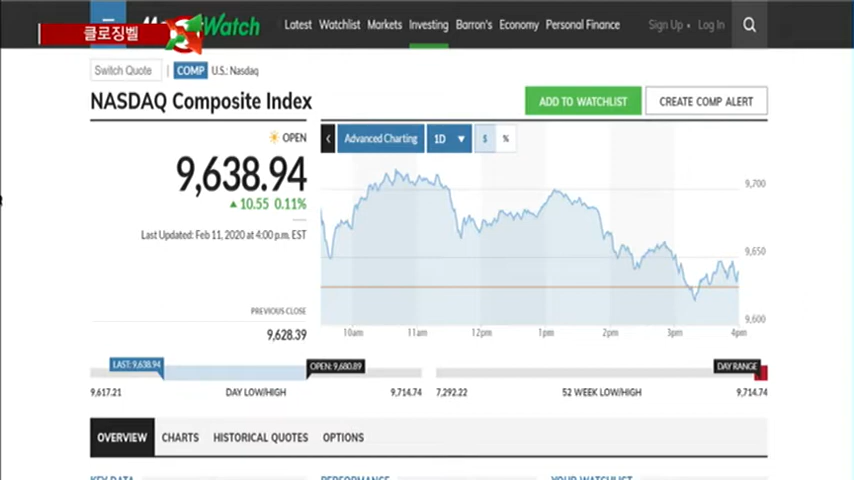 클로징벨
Watch
Latest Watchlist Markets Investing Barron's Economy Personal Finance
Sign Up • Log In
Switch Quote | COMP U.S.: Nasdaq
NASDAQ Composite Index
ADD TO WATCHLIST
CREATE COMP ALERT
OPEN
9,638.94
10.55 0.11%
Last Updated: Feb 11, 2020 at 4:00 p.m. EST
PREVIOUS CLOSE
9,628.39
Advanced Charting 1D $ %
9,700
9,650
9,600
10am 11am 12pm 1pm 2pm 3pm 4pm
LAST: 9,638.94
OPEN: 9,680.89
9,617.21 DAY LOW/HIGH 9,714.74
DAY RANGE
7,292.22 52 WEEK LOW/HIGH 9,714.74
OVERVIEW CHARTS HISTORICAL QUOTES OPTIONS
KEY DATA PERFORMANCE YOUR WATCHLIST